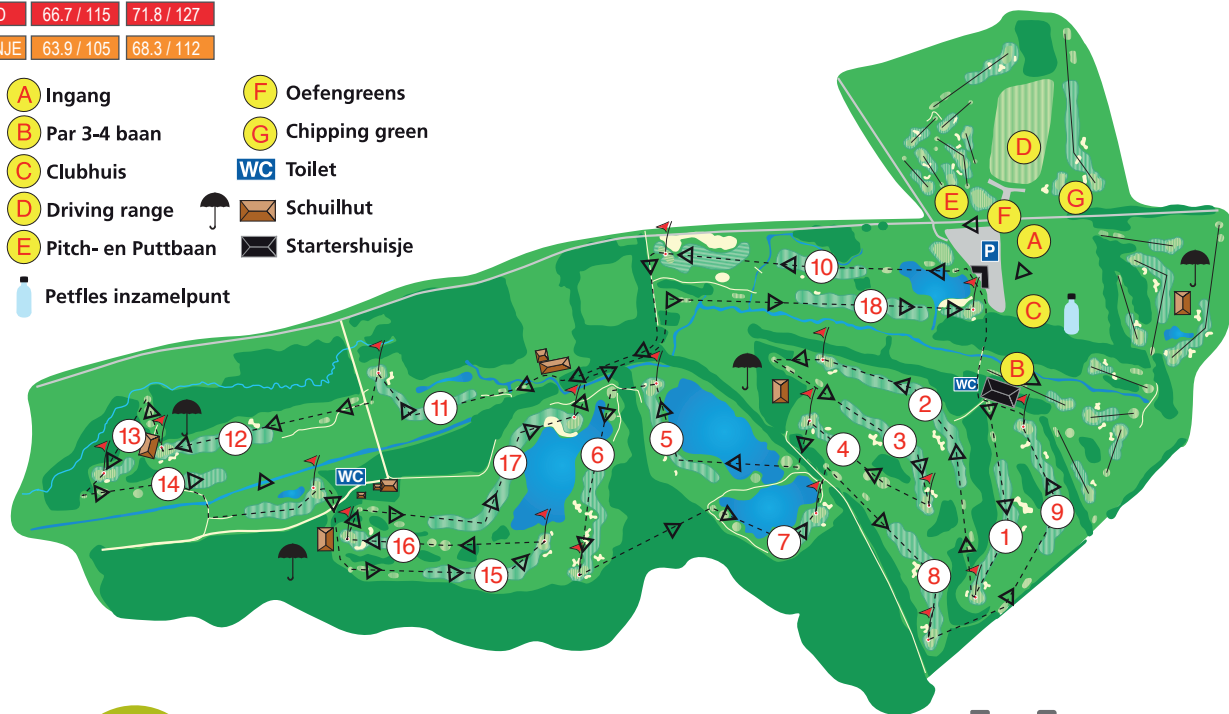 66.7 / 115 71.8 / 127
63.9 / 105 68.3 / 112
A Ingang
B Par 3-4 baan
C Clubhuis
D Driving range
E Pitch- en Puttbaan
Petfles inzamelpunt
F Oefengreens
G Chipping green
WC Toilet
Schuilhut
Startershuisje
D
E
F
G
A
P
10
18
C
B
WC
2
11
13
12
5
4
3
17
6
14
WC
9
16
7
1
15
8